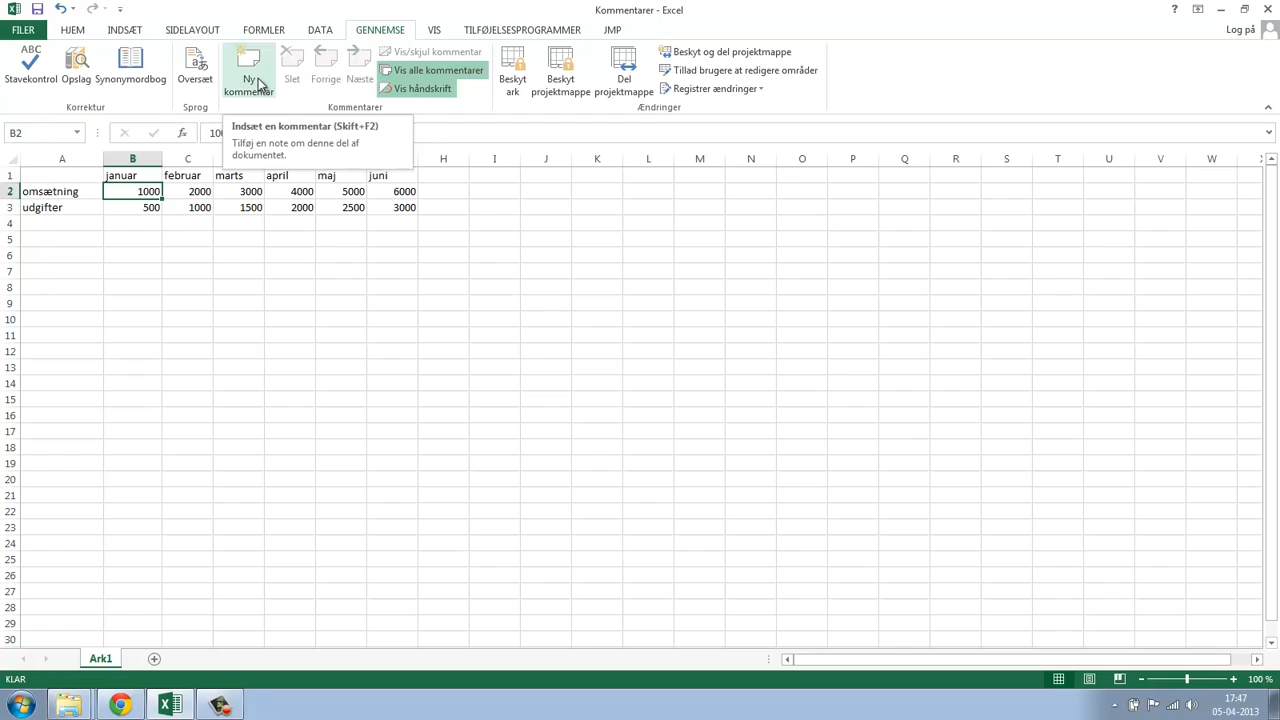 Kommentarer - Excel
FILER HJEM INDSÆT SIDELAYOUT FORMLER DATA GENNEMSE VIS TILFØJELSESPROGRAMMER JMP Log på
ABC
Stavekontrol Opslag Synonymordbog Oversæt Ny kommentar Slet Forrige Næste
Vis/skjul kommentar
Vis alle kommentarer
Vis håndskrift
Beskyt ark
Beskyt projektmappe
Del projektmappe
Beskyt og del projektmappe
Tillad brugere at redigere områder
Registrer ændringer
Korrektur Sprog Kommentarer Ændringer
B2 fx 100
Indsæt en kommentar (Skift+F2)
Tilføj en note om denne del af
dokumentet.
A B C H I J K L M N O P Q R S T U V W
1 januar februar marts april maj juni
2 omsætning 1000 2000 3000 4000 5000 6000
3 udgifter 500 1000 1500 2000 2500 3000
4
5
6
7
8
9
10
11
12
13
14
15
16
17
18
19
20
21
22
23
24
25
26
27
28
29
30
Ark1
KLAR 100 %
17:47
05-04-2013